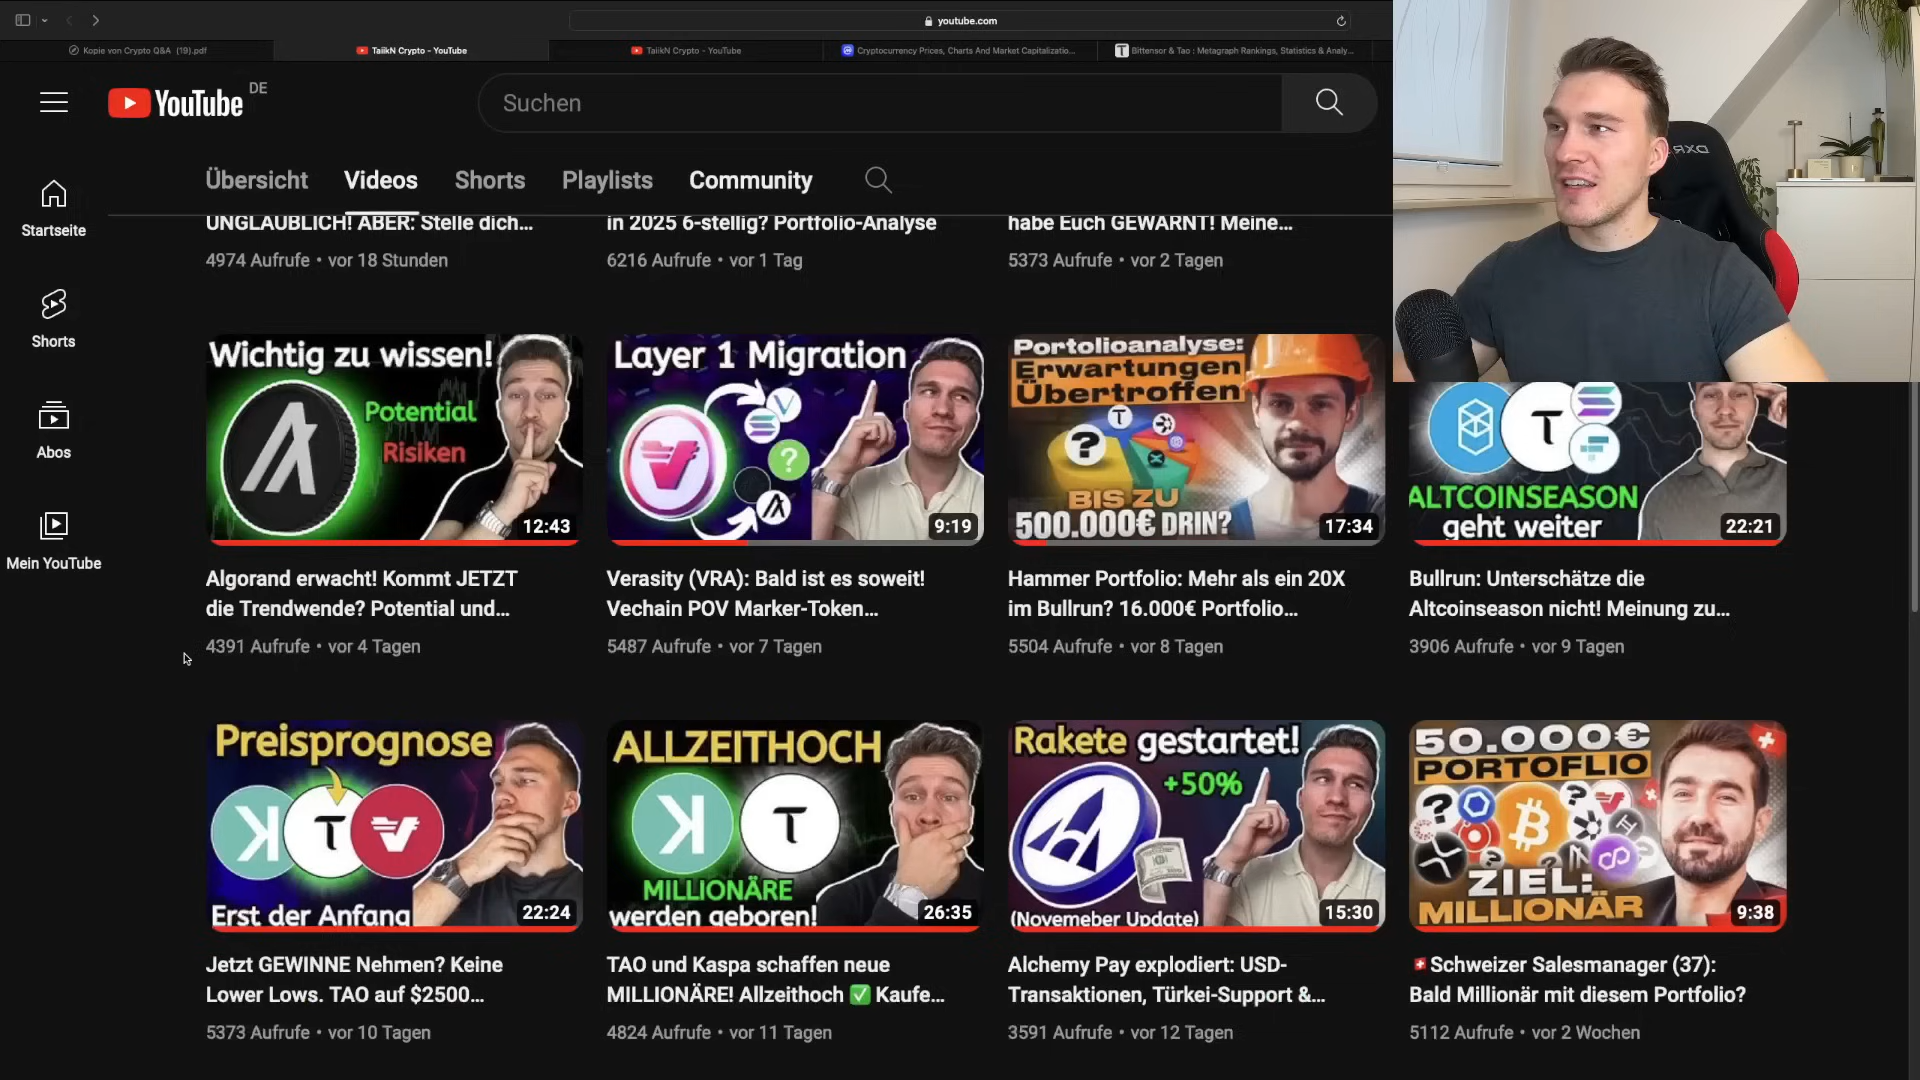 youtube.com
Kopie von Crypto Q&A (19).pdf
TaiikN Crypto - YouTube
TaiikN Crypto - YouTube
Cryptocurrency Prices, Charts And Market Capitalizatio...
Bittensor & Tao : Metagraph Rankings, Statistics & Analy...
YouTube
DE
Suchen
Übersicht
Videos
Shorts
Playlists
Community
Startseite
Shorts
Abos
Mein YouTube
UNGLAUBLICH! ABER: Stelle dich...
4974 Aufrufe • vor 18 Stunden
in 2025 6-stellig? Portfolio-Analyse
6216 Aufrufe • vor 1 Tag
habe Euch GEWARNT! Meine...
5373 Aufrufe • vor 2 Tagen
Wichtig zu wissen!
Potential
Risiken
12:43
Algorand erwacht! Kommt JETZT
die Trendwende? Potential und...
4391 Aufrufe • vor 4 Tagen
Layer 1 Migration
?
9:19
Verasity (VRA): Bald ist es soweit!
Vechain POV Marker-Token...
5487 Aufrufe • vor 7 Tagen
Portolioanalyse:
Erwartungen
Übertroffen
?
BIS ZU
500.000€ DRIN?
17:34
Hammer Portfolio: Mehr als ein 20X
im Bullrun? 16.000€ Portfolio...
5504 Aufrufe • vor 8 Tagen
ALTCOINSEASON
geht weiter
22:21
Bullrun: Unterschätze die
Altcoinseason nicht! Meinung zu...
3906 Aufrufe • vor 9 Tagen
Preisprognose
Erst der Anfang
22:24
Jetzt GEWINNE Nehmen? Keine
Lower Lows. TAO auf $2500...
5373 Aufrufe • vor 10 Tagen
ALLZEITHOCH
MILLIONÄRE
werden geboren!
26:35
TAO und Kaspa schaffen neue
MILLIONÄRE! Allzeithoch ✅ Kaufe...
4824 Aufrufe • vor 11 Tagen
Rakete gestartet!
+50%
(Novemeber Update)
15:30
Alchemy Pay explodiert: USD-
Transaktionen, Türkei-Support &...
3591 Aufrufe • vor 12 Tagen
50.000€
PORTOFLIO
ZIEL:
MILLIONÄR
9:38
🇨🇭Schweizer Salesmanager (37):
Bald Millionär mit diesem Portfolio?
5112 Aufrufe • vor 2 Wochen